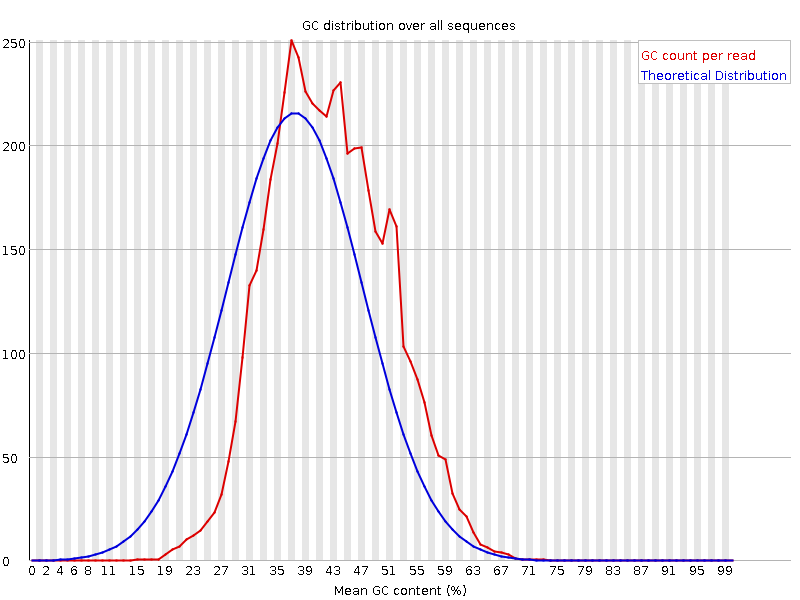 GC distribution over all sequences
GC count per read
Theoretical Distribution
250
200
150
100
50
0
0 2 4 6 8 11 15 19 23 27 31 35 39 43 47 51 55 59 63 67 71 75 79 83 87 91 95 99
Mean GC content (%)